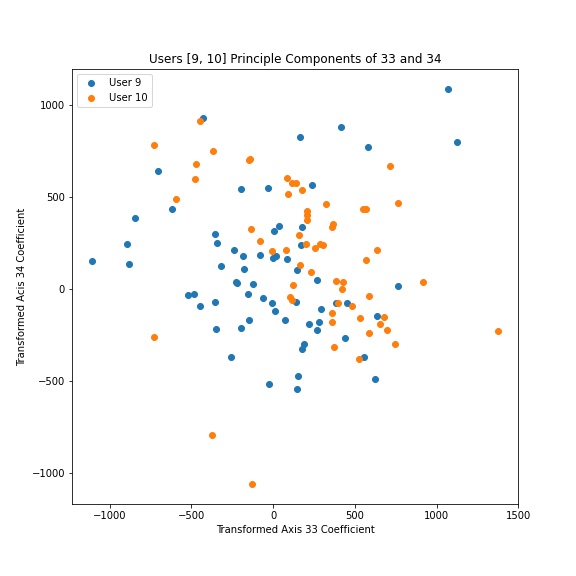 Users [9, 10] Principle Components of 33 and 34
User 9
User 10
1000
500
0
−500
−1000
Transformed Acis 34 Coefficient
−1000 −500 0 500 1000 1500
Transformed Axis 33 Coefficient